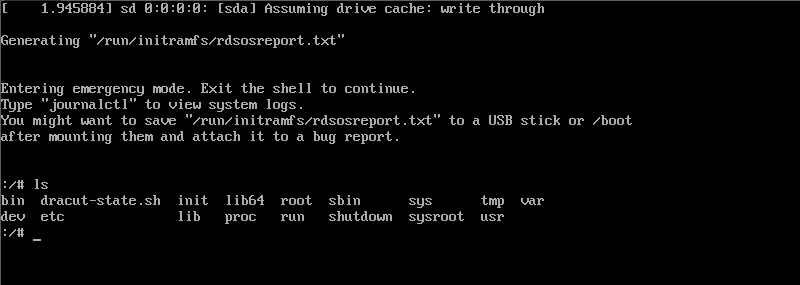 [    1.945884] sd 0:0:0:0: [sda] Assuming drive cache: write through
Generating "/run/initramfs/rdsosreport.txt"
Entering emergency mode. Exit the shell to continue.
Type "journalctl" to view system logs.
You might want to save "/run/initramfs/rdsosreport.txt" to a USB stick or /boot
after mounting them and attach it to a bug report.
:/# ls
bin  dracut-state.sh  init  lib64  root  sbin      sys      tmp  var
dev  etc              lib   proc   run   shutdown  sysroot  usr
:/# _